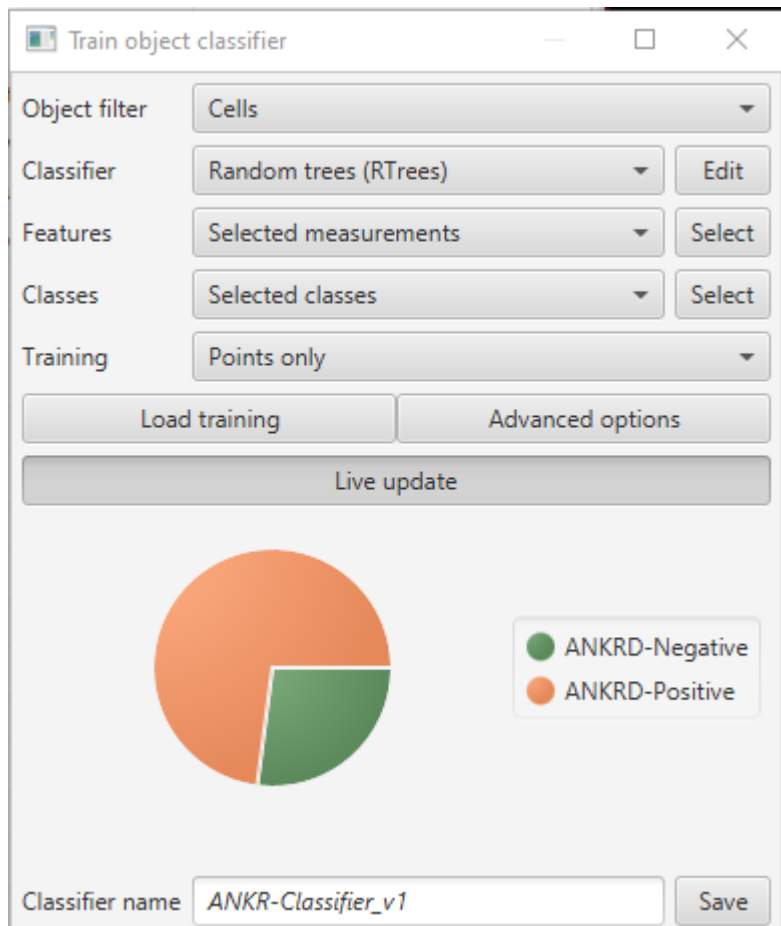 Train object classifier
Object filter Cells
Classifier Random trees (RTrees) Edit
Features Selected measurements Select
Classes Selected classes Select
Training Points only
Load training Advanced options
Live update
ANKRD-Negative
ANKRD-Positive
Classifier name ANKR-Classifier_v1 Save